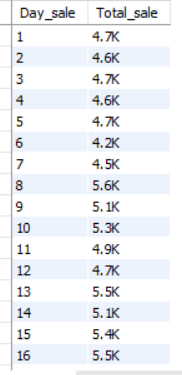 Day_sale Total_sale
1 4.7K
2 4.6K
3 4.7K
4 4.6K
5 4.7K
6 4.2K
7 4.5K
8 5.6K
9 5.1K
10 5.3K
11 4.9K
12 4.7K
13 5.5K
14 5.1K
15 5.4K
16 5.5K